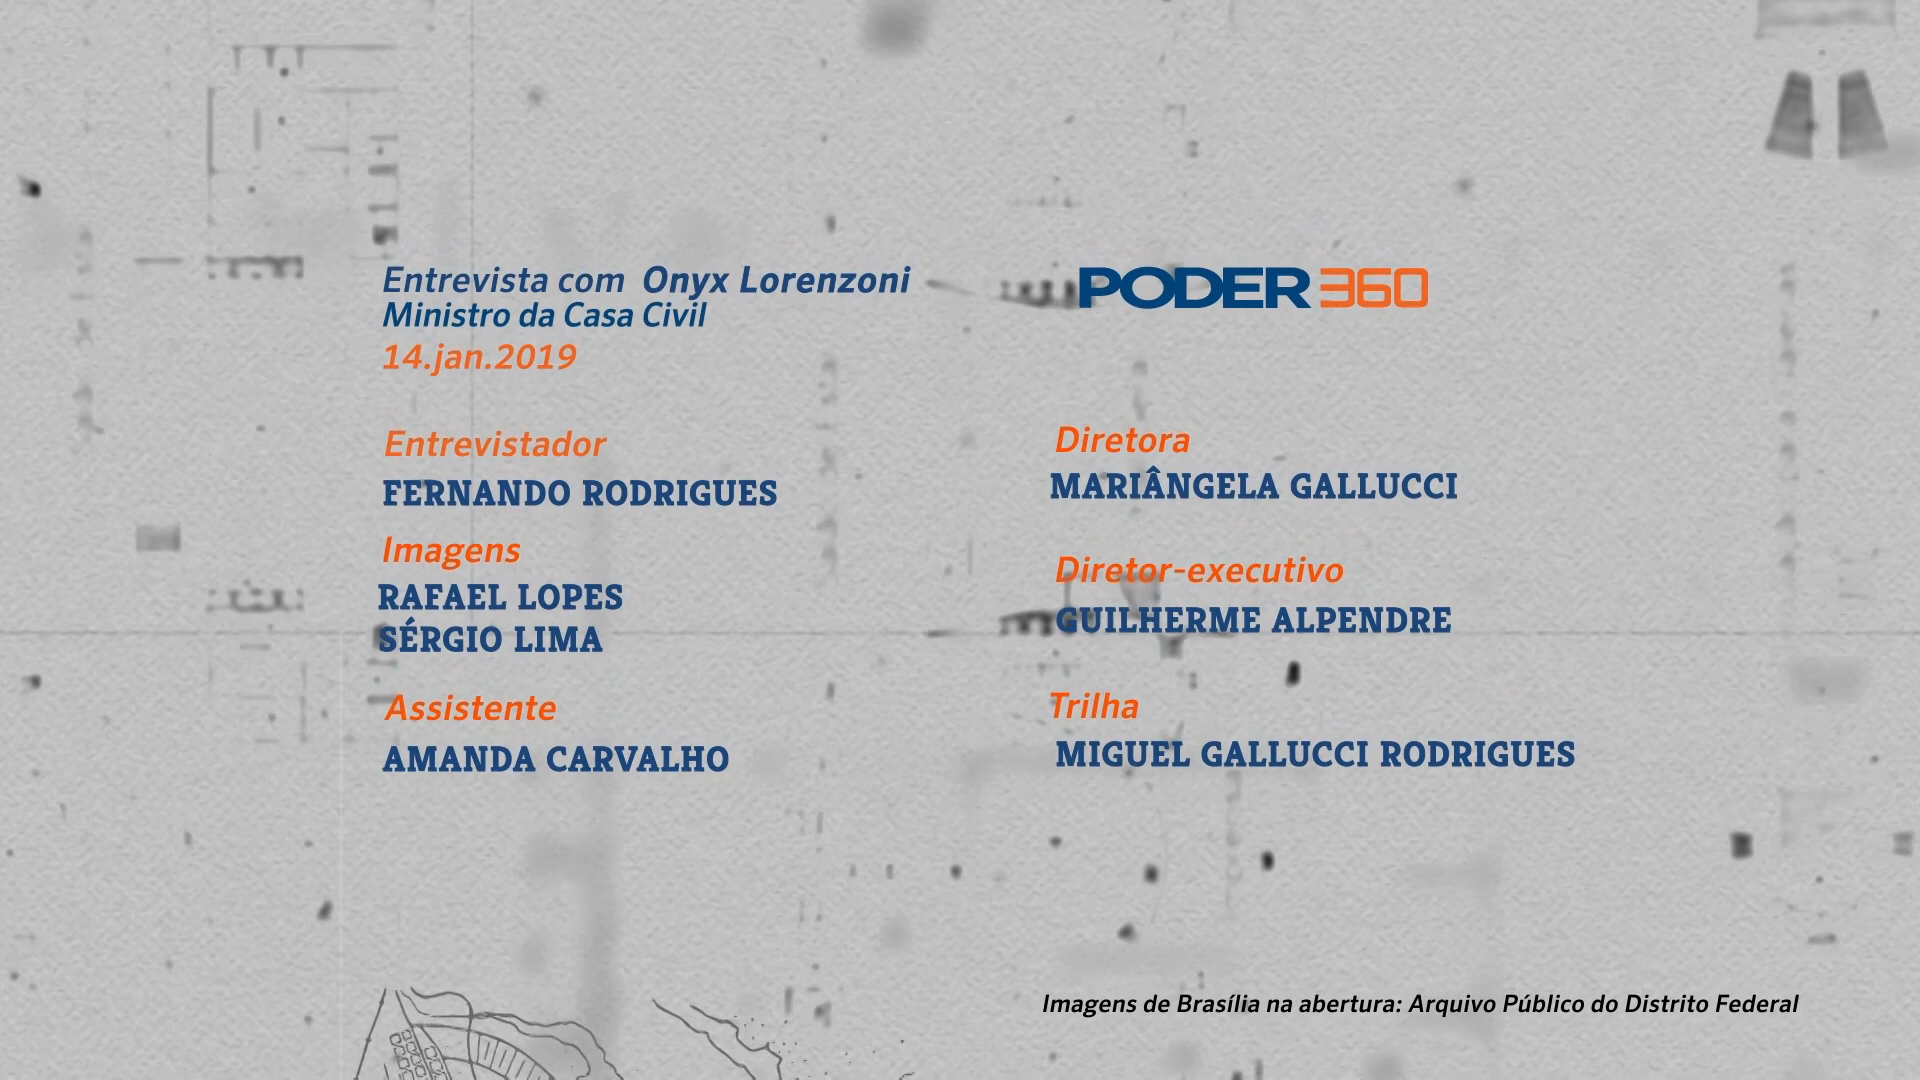 Entrevista com Onyx Lorenzoni
Ministro da Casa Civil
14.jan.2019
Entrevistador
FERNANDO RODRIGUES
Imagens
RAFAEL LOPES
SÉRGIO LIMA
Assistente
AMANDA CARVALHO
PODER360
Diretora
MARIÂNGELA GALLUCCI
Diretor-executivo
GUILHERME ALPENDRE
Trilha
MIGUEL GALLUCCI RODRIGUES
Imagens de Brasília na abertura: Arquivo Público do Distrito Federal